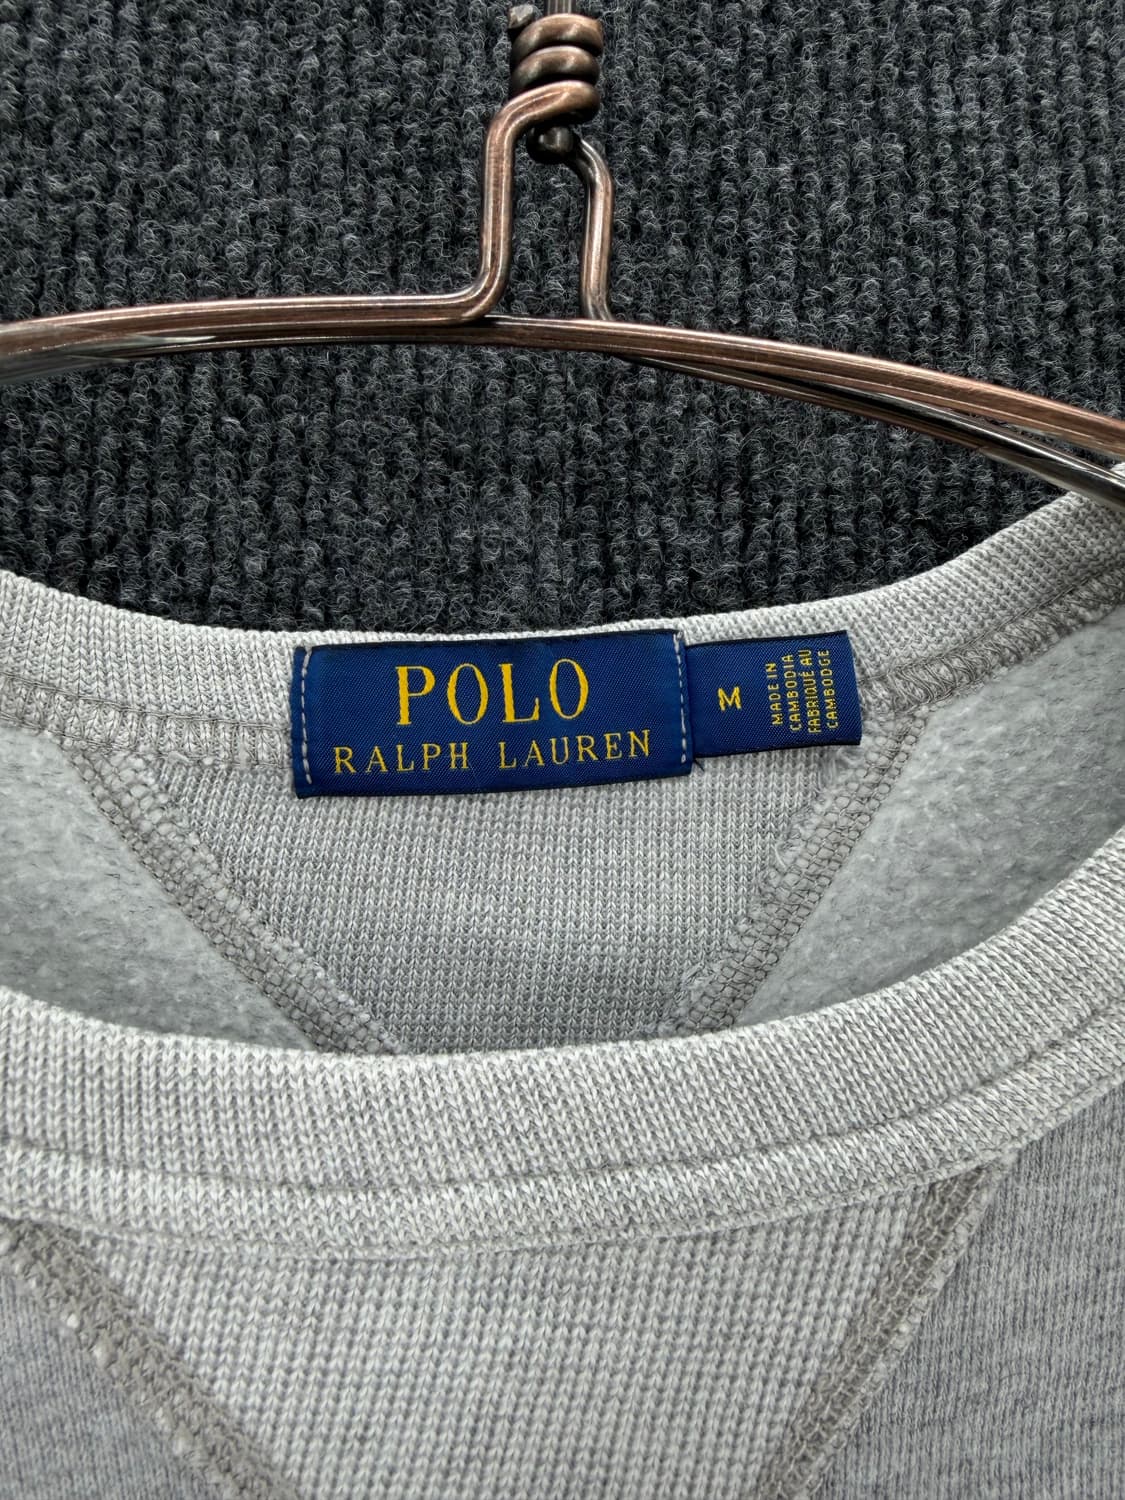 POLO
RALPH LAUREN
M
MADE IN
CAMBODIA
FABRIQUÉ AU
CAMBODGE